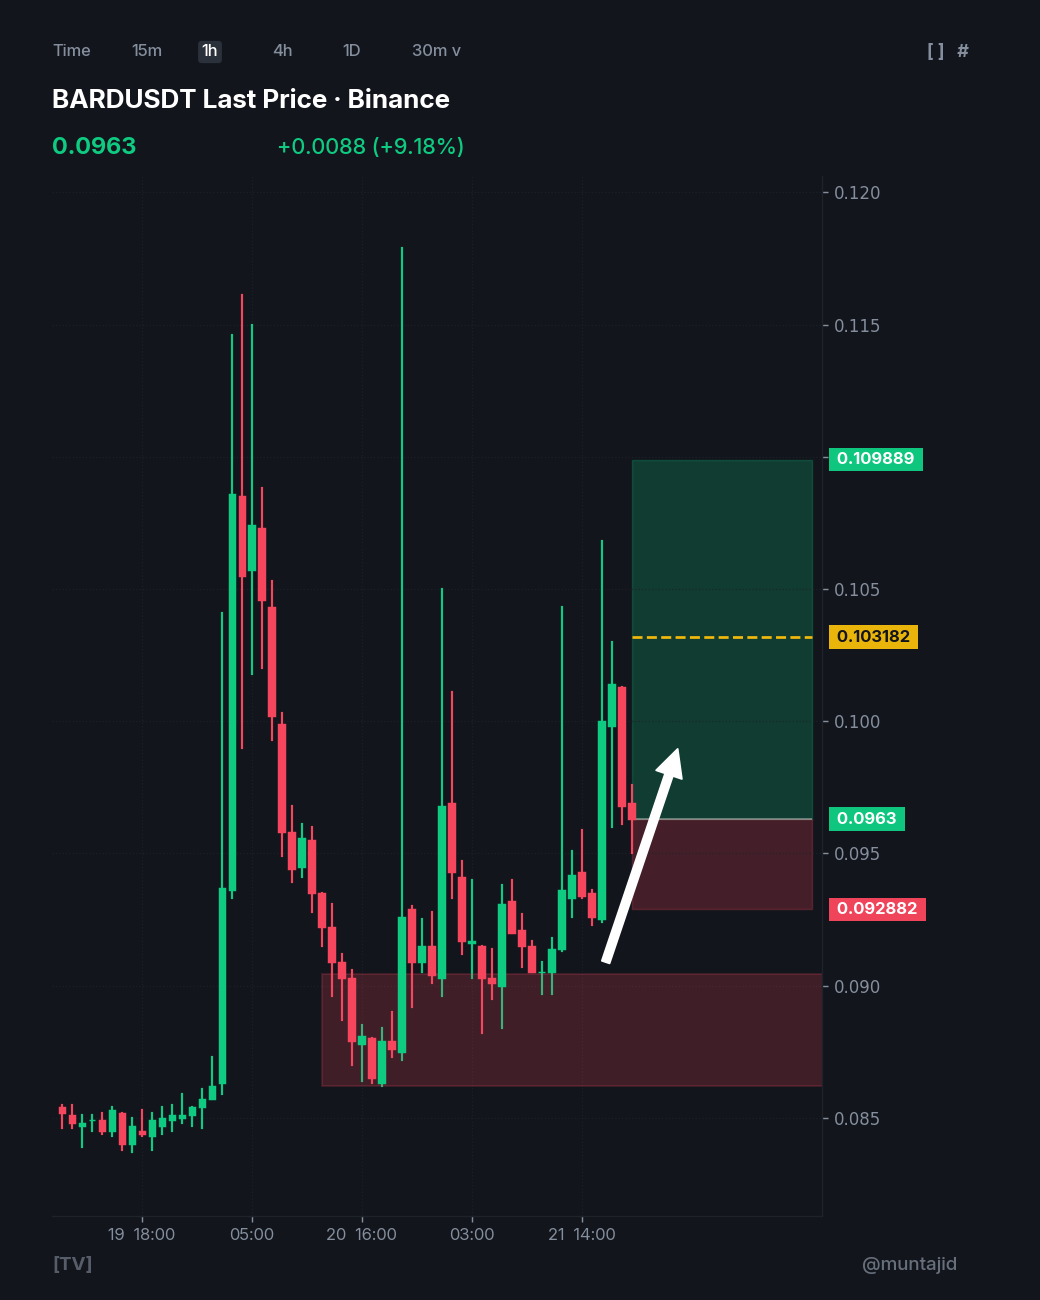 Time 15m 1h 4h 1D 30m v [ ] #
BARDUSDT Last Price · Binance
0.0963 +0.0088 (+9.18%)
0.120
0.115
0.109889
0.105
0.103182
0.100
0.0963
0.095
0.092882
0.090
0.085
19 18:00 05:00 20 16:00 03:00 21 14:00
[TV] @muntajid